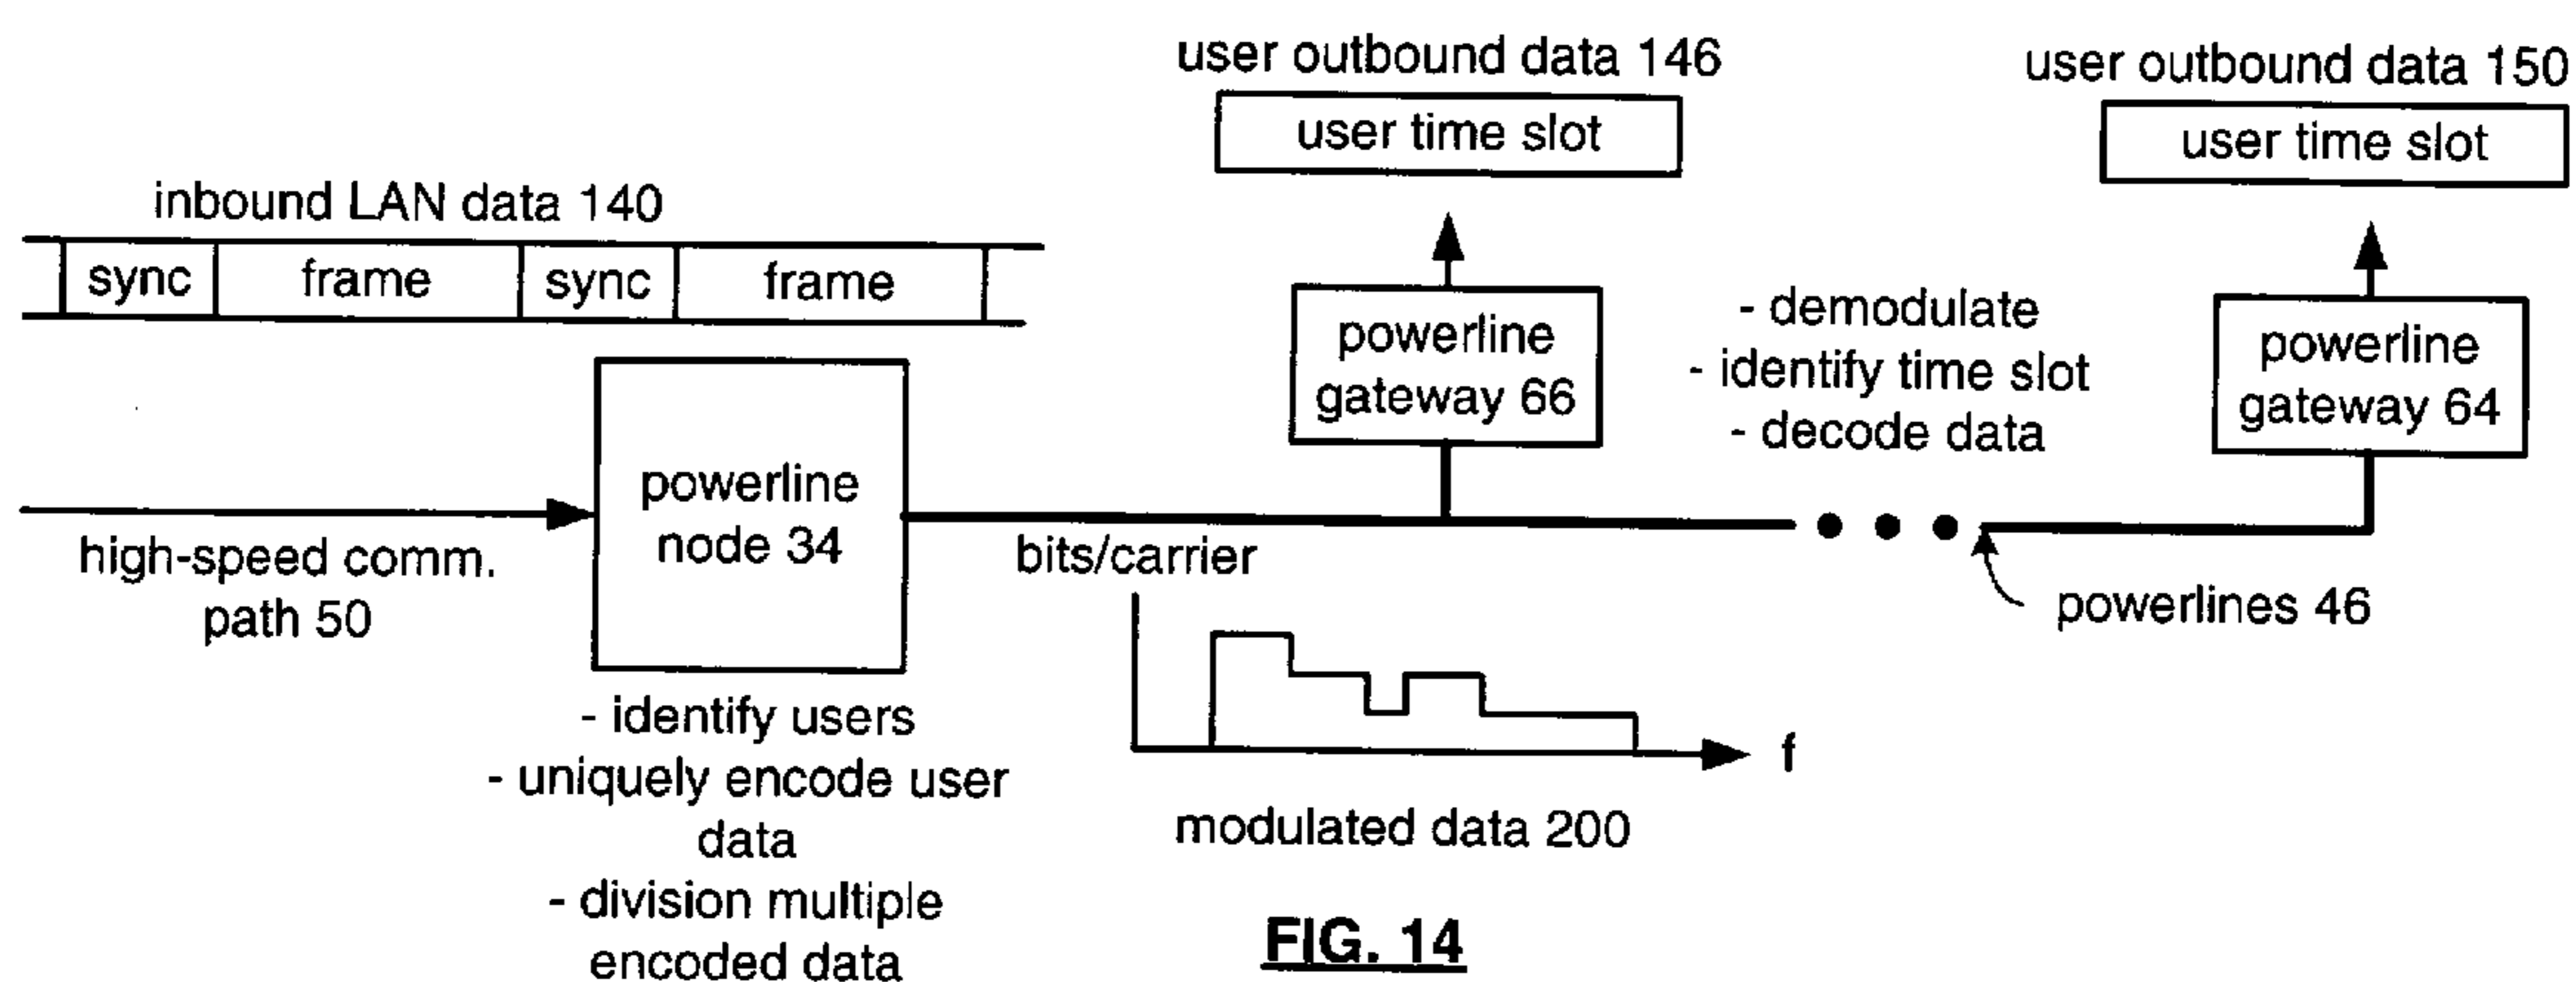 user outbound data 146
user time slot
user outbound data 150
user time slot
inbound LAN data 140
sync frame sync frame
powerline
gateway 66
- demodulate
- identify time slot
- decode data
powerline
gateway 64
high-speed comm.
path 50
powerline
node 34
bits/carrier
powerlines 46
- identify users
- uniquely encode user
data
- division multiple
encoded data
f
modulated data 200
FIG. 14